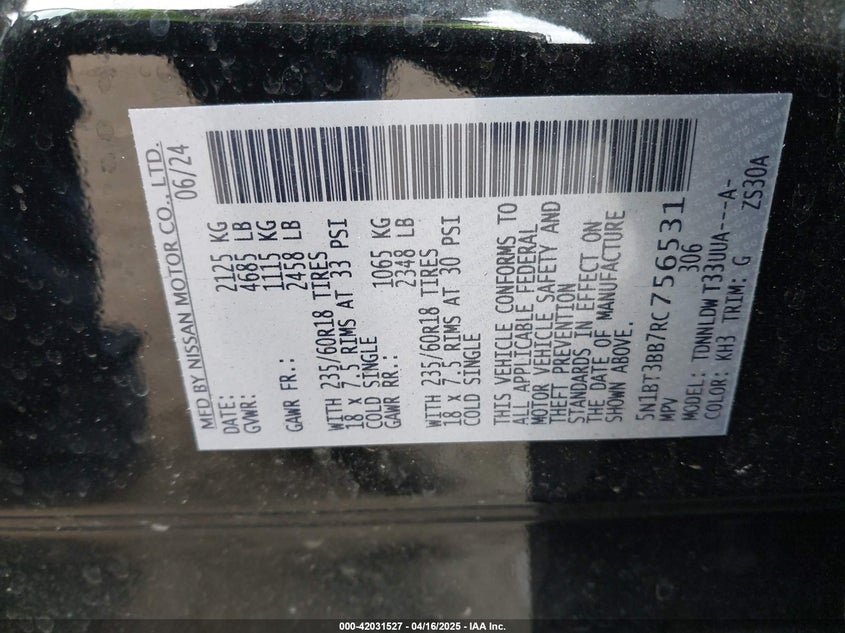 MFD BY NISSAN MOTOR CO., LTD.
DATE: 06/24
GVWR: 2125 KG
4685 LB
GAWR FR.: 1115 KG
2458 LB
WITH 235/60R18 TIRES
18 x 7.5 RIMS AT 33 PSI
COLD SINGLE
GAWR RR.: 1065 KG
2348 LB
WITH 235/60R18 TIRES
18 x 7.5 RIMS AT 30 PSI
COLD SINGLE
THIS VEHICLE CONFORMS TO
ALL APPLICABLE FEDERAL
MOTOR VEHICLE SAFETY AND
THEFT PREVENTION
STANDARDS IN EFFECT ON
THE DATE OF MANUFACTURE
SHOWN ABOVE.
5N1BT3BB7RC756531
MPV 306
MODEL: TDNNLDW T33UUA---A-
COLOR: KH3 TRIM: G ZS30A
000-42031527 - 04/16/2025 - IAA Inc.